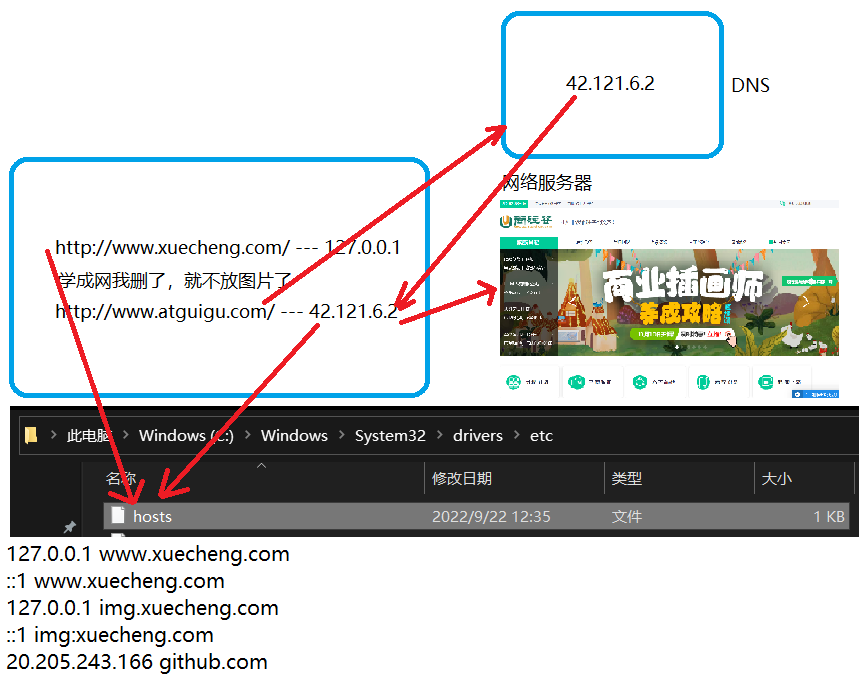 42.121.6.2
DNS
网络服务器
http://www.xuecheng.com/ --- 127.0.0.1
学成网我删了，就不放图片了
http://www.atguigu.com/ --- 42.121.6.2
商业插画师
养成攻略
此电脑 > Windows (C:) > Windows > System32 > drivers > etc
名称 修改日期 类型 大小
hosts 2022/9/22 12:35 文件 1 KB
127.0.0.1 www.xuecheng.com
::1 www.xuecheng.com
127.0.0.1 img.xuecheng.com
::1 img:xuecheng.com
20.205.243.166 github.com